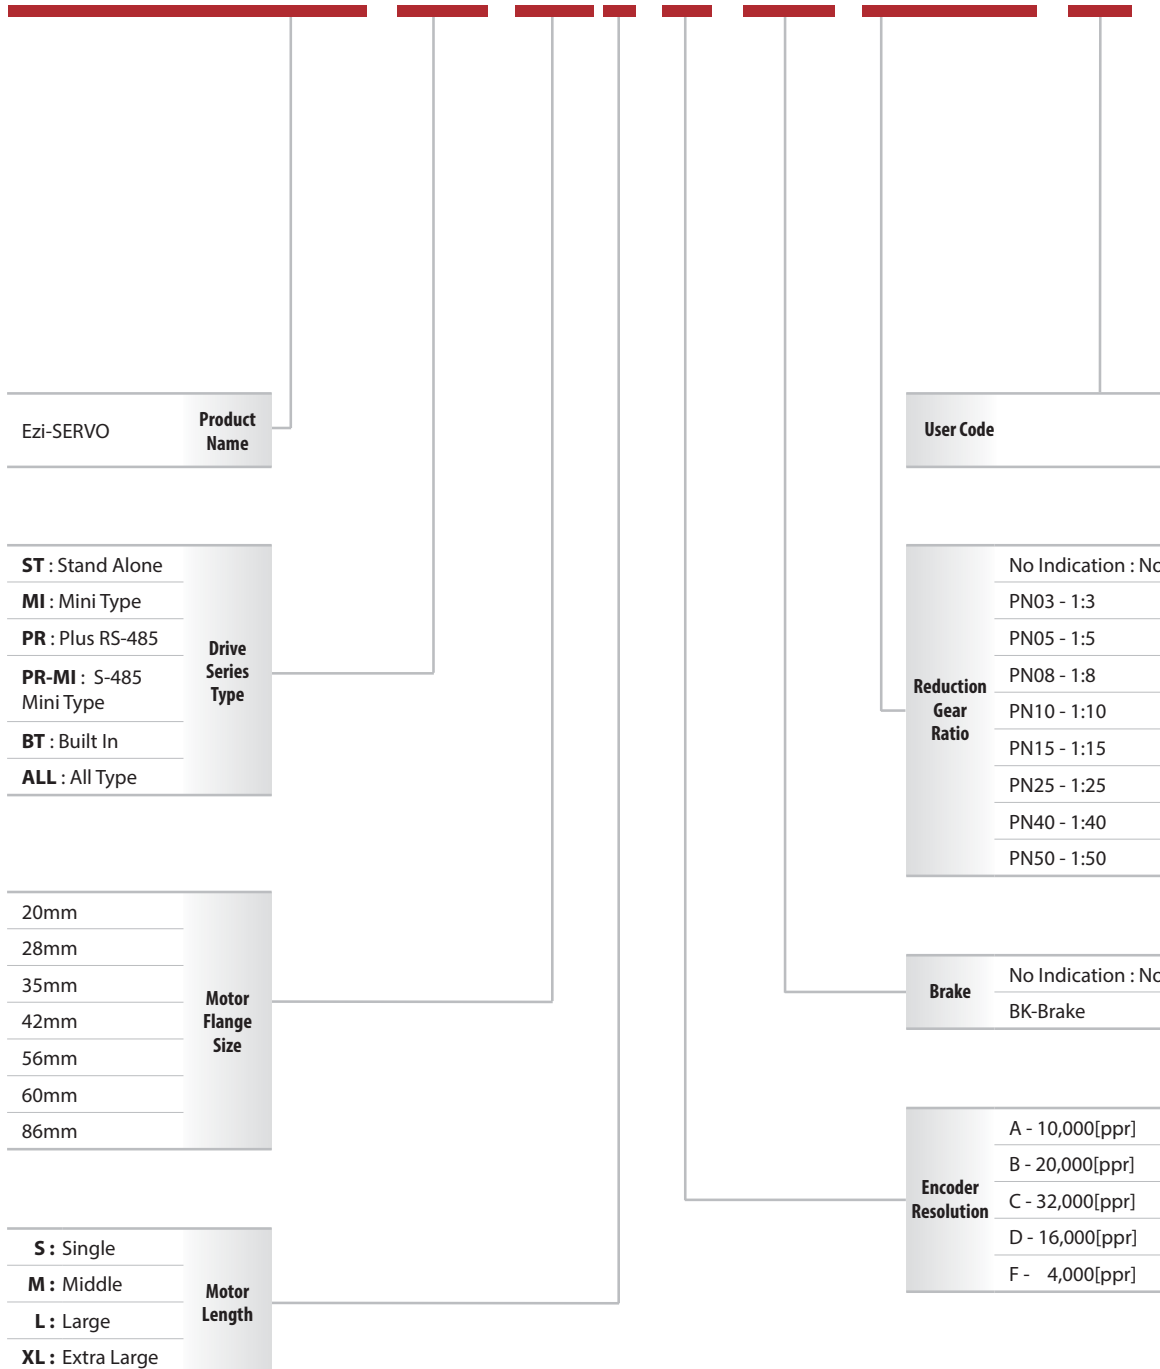 Ezi-SERVO
Product
Name
ST : Stand Alone
MI : Mini Type
PR : Plus RS-485
PR-MI : S-485
Mini Type
BT : Built In
ALL : All Type
Drive
Series
Type
20mm
28mm
35mm
42mm
56mm
60mm
86mm
Motor
Flange
Size
S : Single
M : Middle
L : Large
XL : Extra Large
Motor
Length
User Code
Reduction
Gear
Ratio
No Indication : No
PN03 - 1:3
PN05 - 1:5
PN08 - 1:8
PN10 - 1:10
PN15 - 1:15
PN25 - 1:25
PN40 - 1:40
PN50 - 1:50
Brake
No Indication : No
BK-Brake
Encoder
Resolution
A - 10,000[ppr]
B - 20,000[ppr]
C - 32,000[ppr]
D - 16,000[ppr]
F - 4,000[ppr]